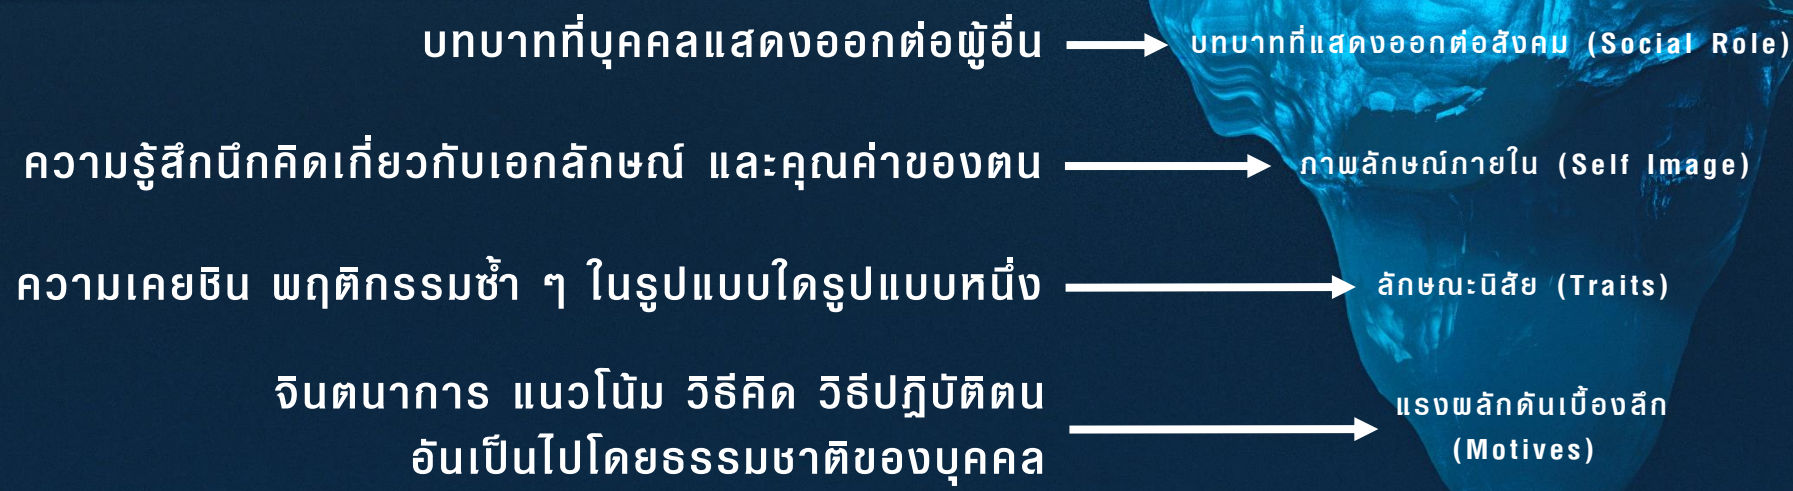 บทบาทที่บุคคลแสดงออกต่อผู้อื่น
บทบาทที่แสดงออกต่อสังคม (Social Role)
ความรู้สึกนึกคิดเกี่ยวกับเอกลักษณ์ และคุณค่าของตน
ภาพลักษณ์ภายใน (Self Image)
ความเคยชิน พฤติกรรมซ้ำ ๆ ในรูปแบบใดรูปแบบหนึ่ง
ลักษณะนิสัย (Traits)
จินตนาการ แนวโน้ม วิธีคิด วิธีปฏิบัติตน
อันเป็นไปโดยธรรมชาติของบุคคล
แรงผลักดันเบื้องลึก
(Motives)